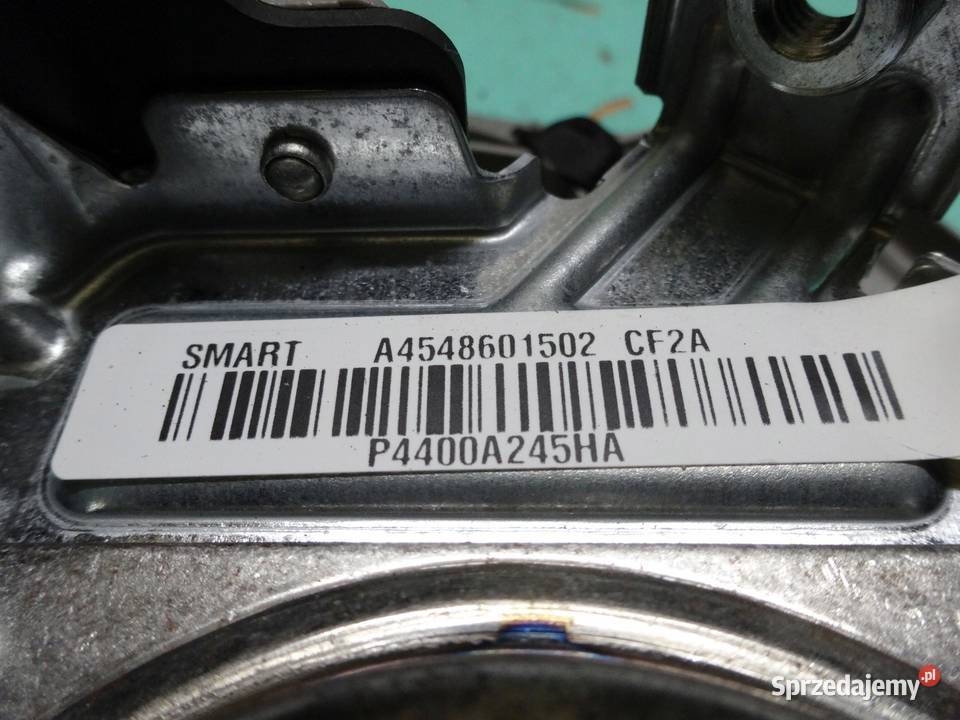 SMART A4548601502 CF2A
P4400A245HA
Sprzedajemy.pl